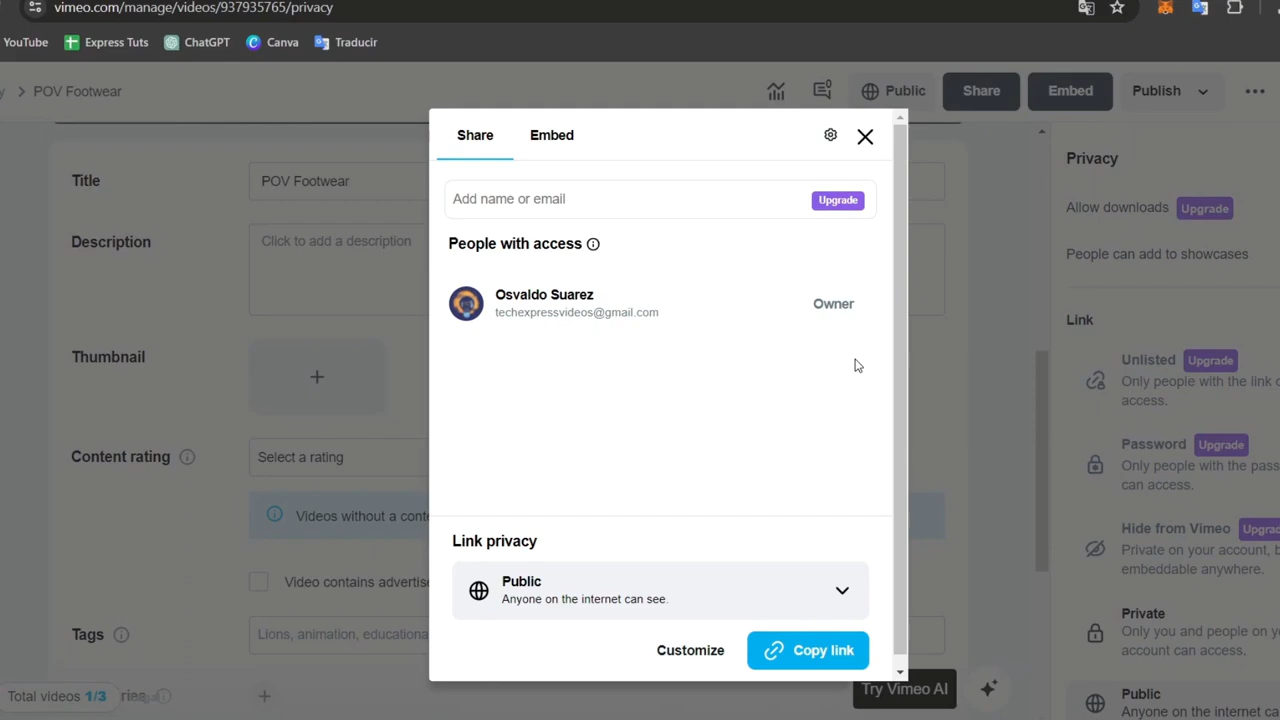 vimeo.com/manage/videos/937935765/privacy
YouTube
Express Tuts
ChatGPT
Canva
Traducir
y > POV Footwear
Public
Share
Embed
Publish
Share
Embed
Title
POV Footwear
Add name or email
Upgrade
People with access
Description
Click to add a description
Osvaldo Suarez
techexpressvideos@gmail.com
Owner
Thumbnail
Content rating
Select a rating
Videos without a conte
Video contains advertise
Tags
Lions, animation, educationa
Total videos 1/3
Link privacy
Public
Anyone on the internet can see.
Customize
Copy link
Try Vimeo AI
Privacy
Allow downloads
Upgrade
People can add to showcases
Link
Unlisted
Upgrade
Only people with the link c
access.
Password
Upgrade
Only people with the pass
can access.
Hide from Vimeo
Upgrad
Private on your account, b
embeddable anywhere.
Private
Only you and people on y
account can access.
Public
Anyone on the internet ca